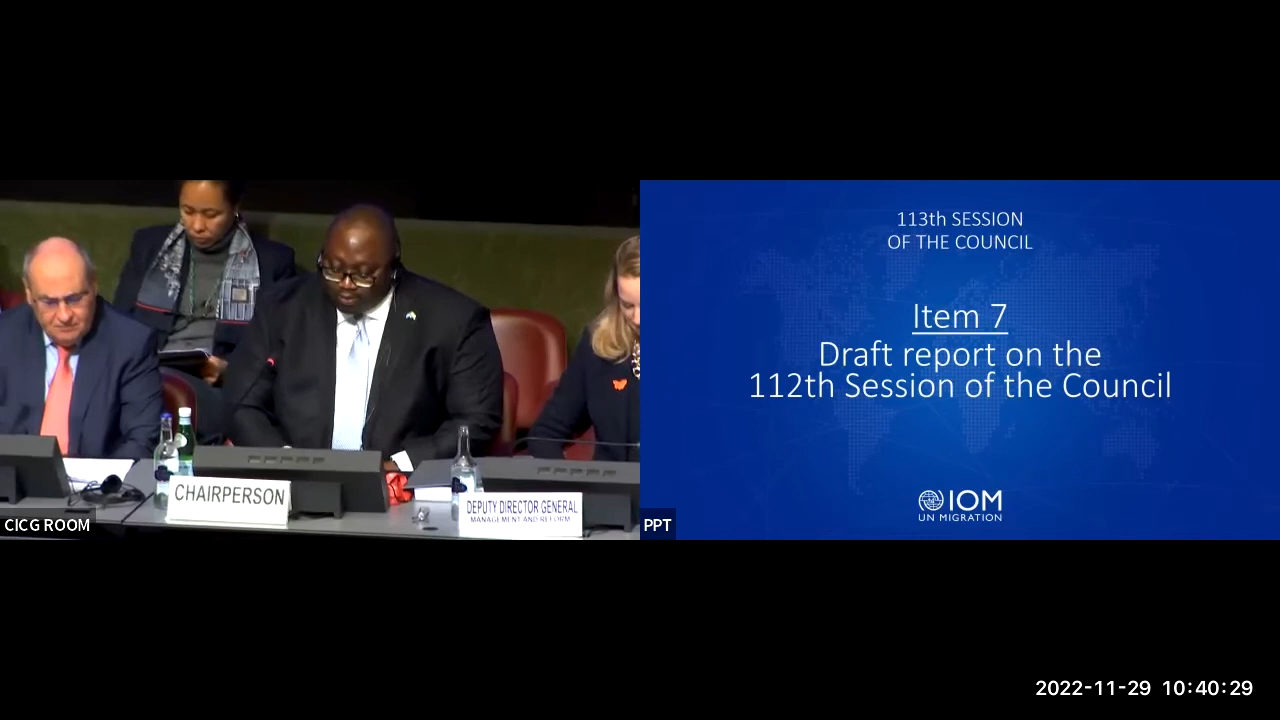 CHAIRPERSON
DEPUTY DIRECTOR GENERAL
MANAGEMENT AND REFORM
CICG ROOM
113th SESSION
OF THE COUNCIL
Item 7
Draft report on the
112th Session of the Council
IOM
UN MIGRATION
PPT
2022-11-29 10:40:29